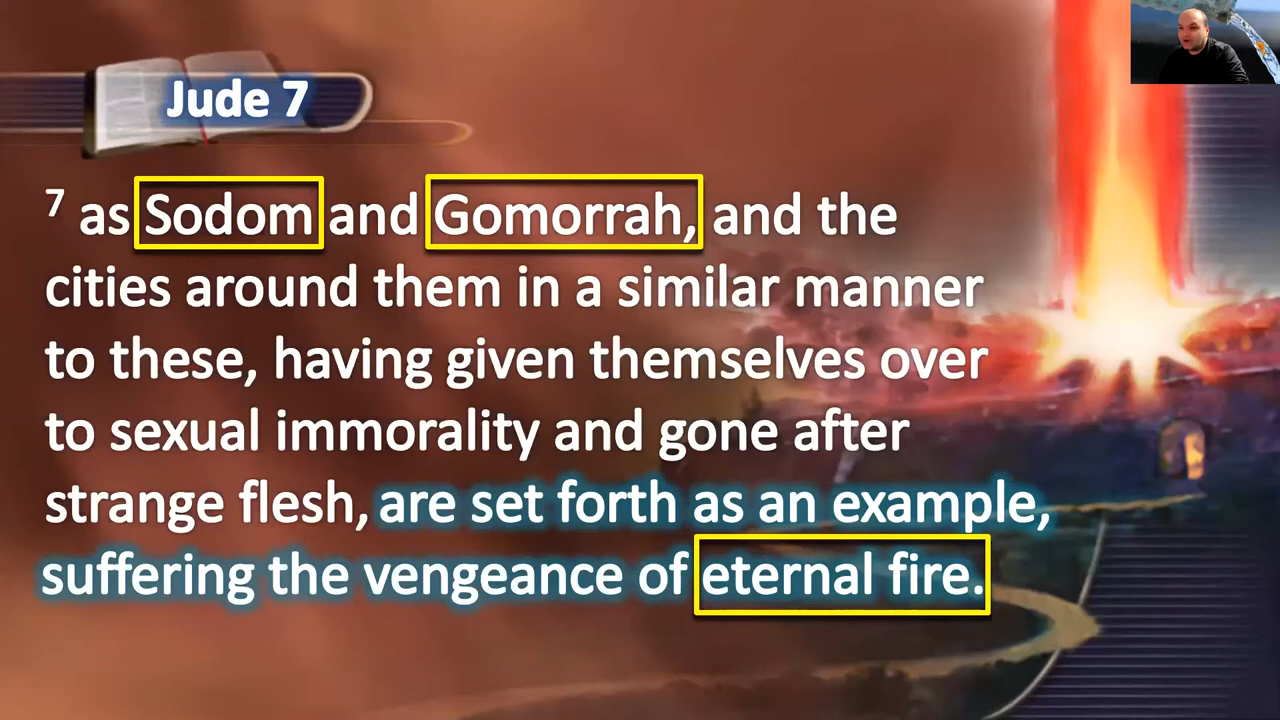 Jude 7
7 as Sodom and Gomorrah, and the
cities around them in a similar manner
to these, having given themselves over
to sexual immorality and gone after
strange flesh, are set forth as an example,
suffering the vengeance of eternal fire.